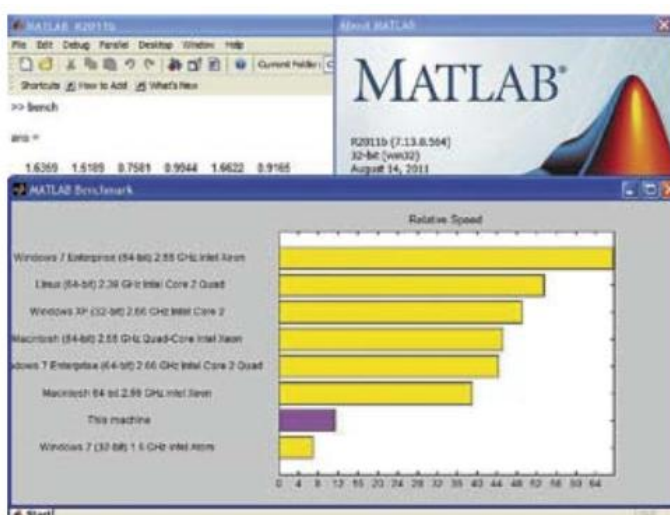 MATLAB R2011b
File Edit Debug Parallel Desktop Window Help
Current Folder:
Shortcuts How to Add What's New
>> bench
ans =
1.6369 1.5189 0.7581 0.9944 1.6622 0.9165
About MATLAB
MATLAB®
R2011b (7.13.0.564)
32-bit (win32)
August 14, 2011
MATLAB Benchmark
Relative Speed
Windows 7 Enterprise (64-bit) 2.66 GHz Intel Xeon
Linux (64-bit) 2.39 GHz Intel Core 2 Quad
Windows XP (32-bit) 2.66 GHz Intel Core 2
Macintosh (64-bit) 2.66 GHz Quad-Core Intel Xeon
dows 7 Enterprise (64-bit) 2.66 GHz Intel Core 2 Quad
Macintosh 64 bit 2.66 GHz Intel Xeon
This machine
Windows 7 (32-bit) 1.6 GHz Intel Atom
0 4 8 12 16 20 24 28 32 36 40 44 48 52 56 60 64
Start